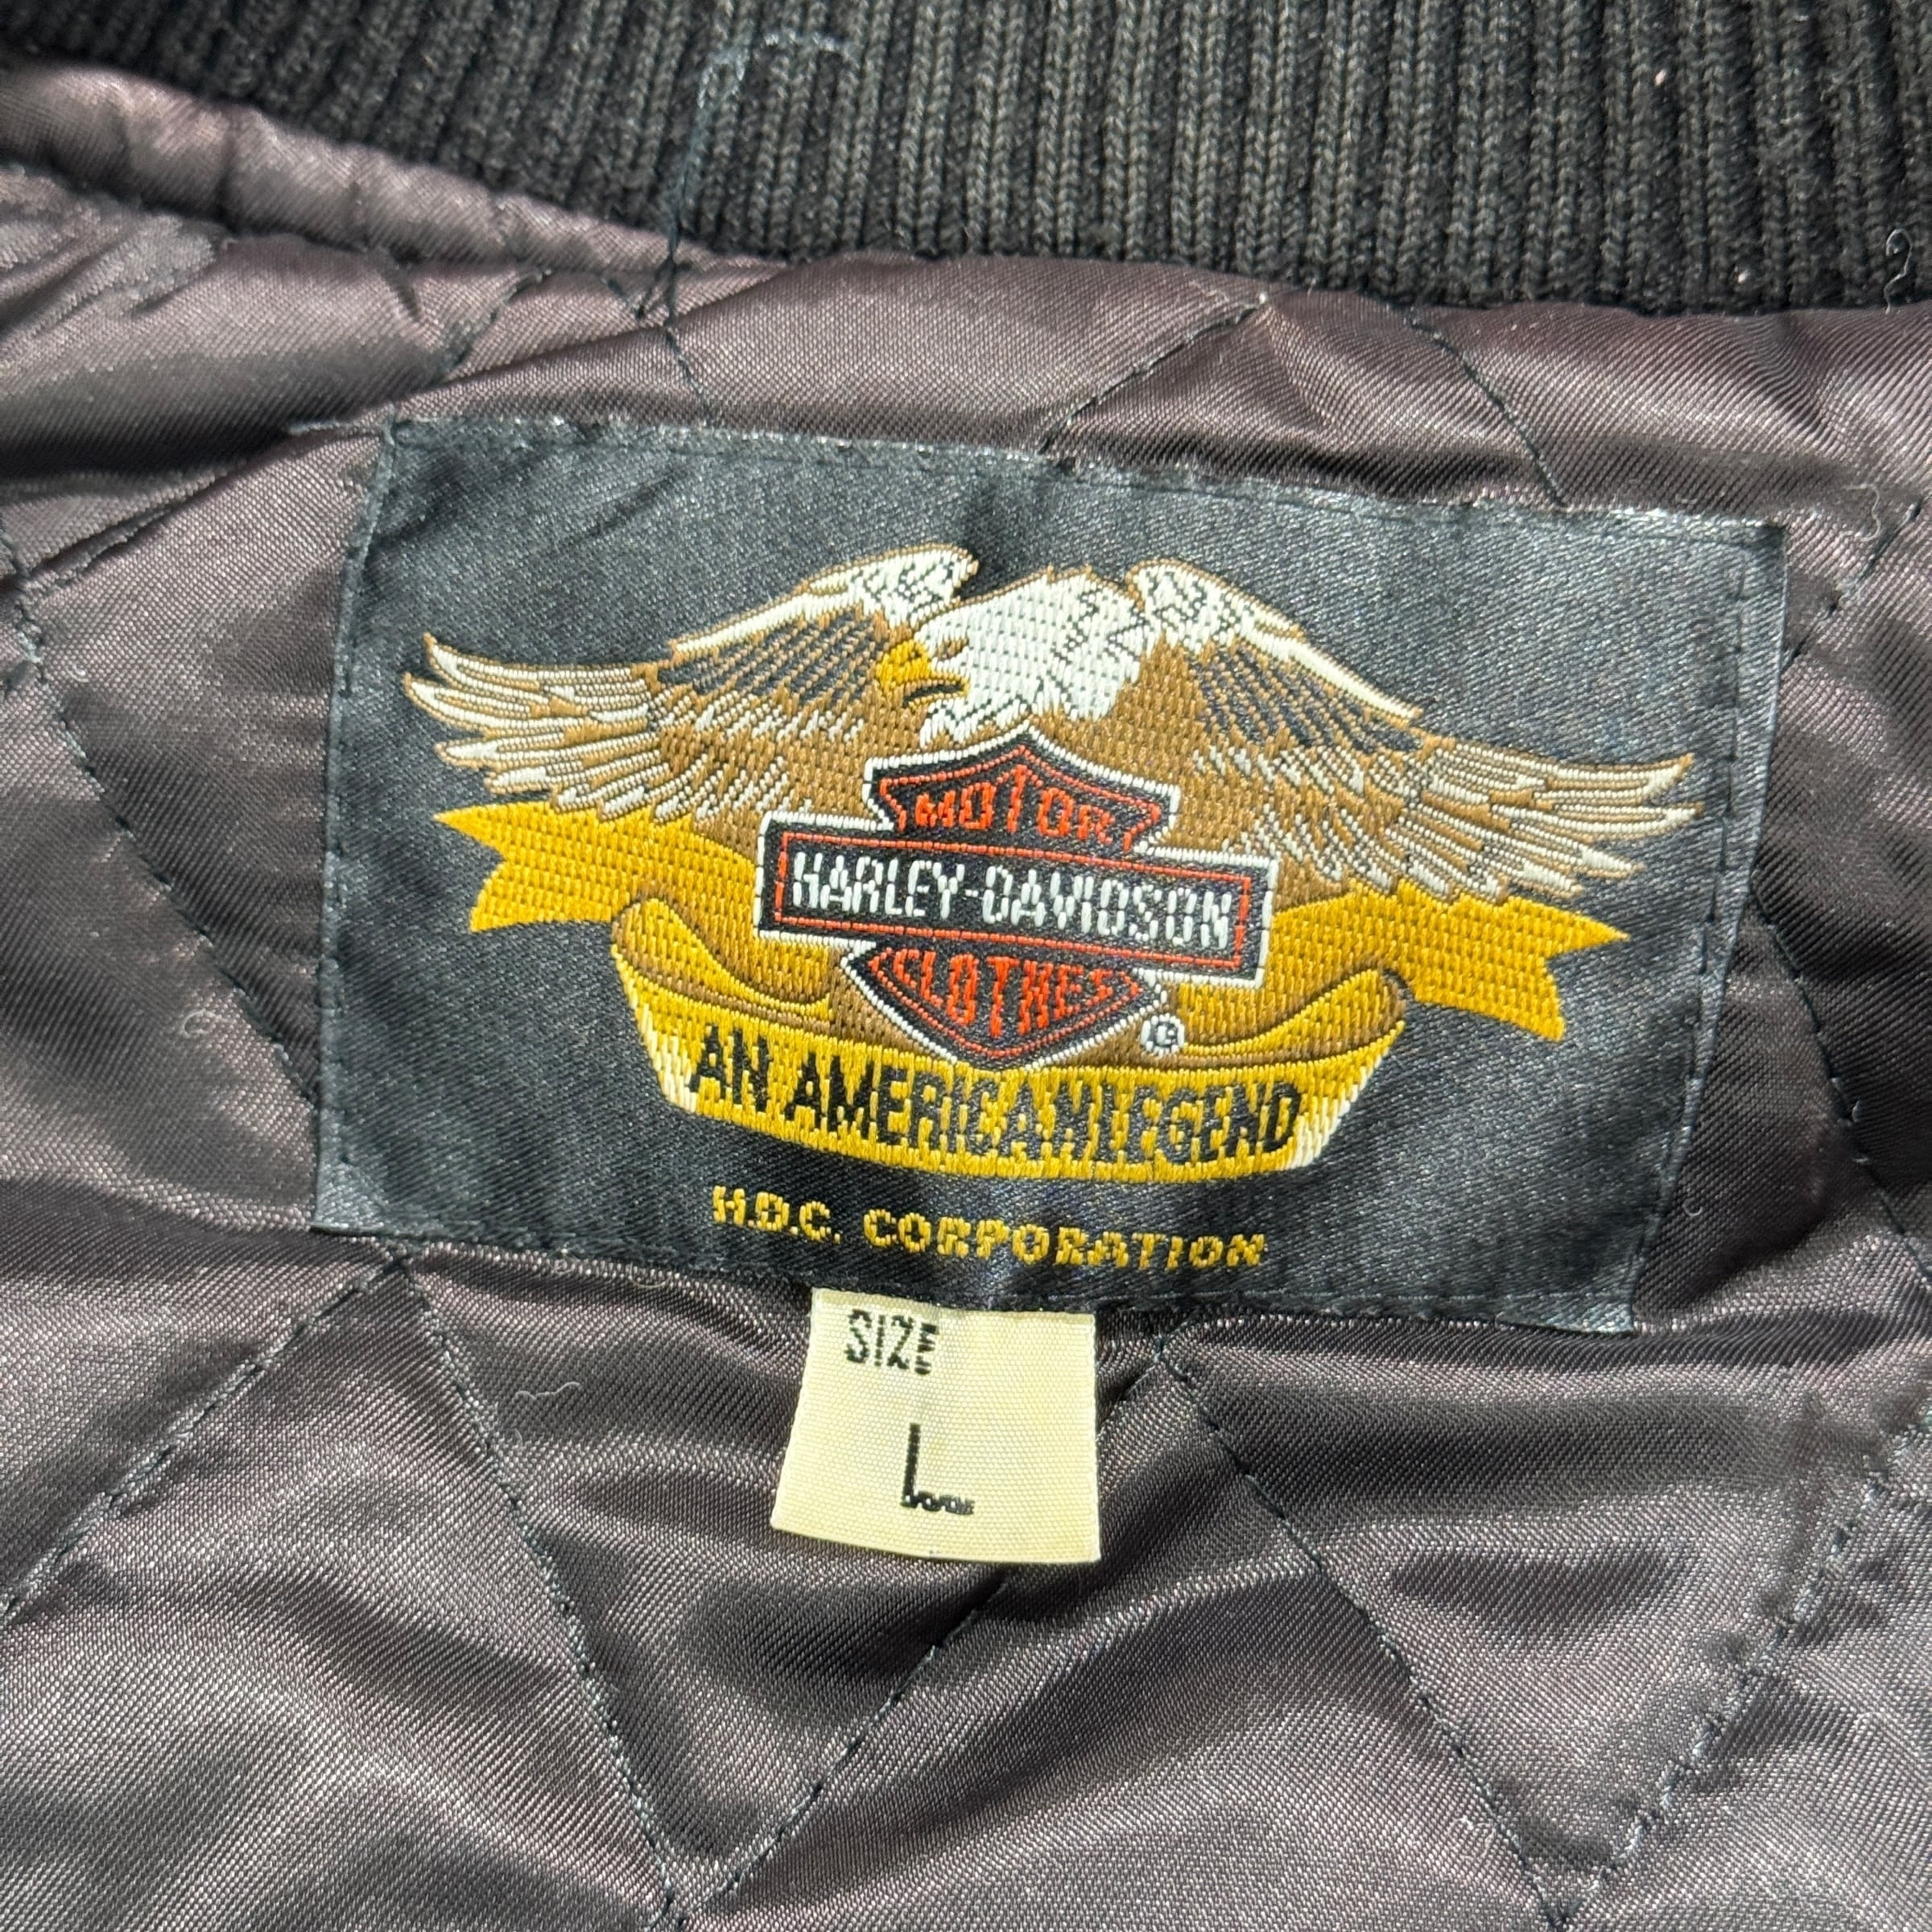 MOTOR
HARLEY-DAVIDSON
CLOTHES
©
AN AMERICAN LEGEND
H.D.C. CORPORATION
SIZE
L